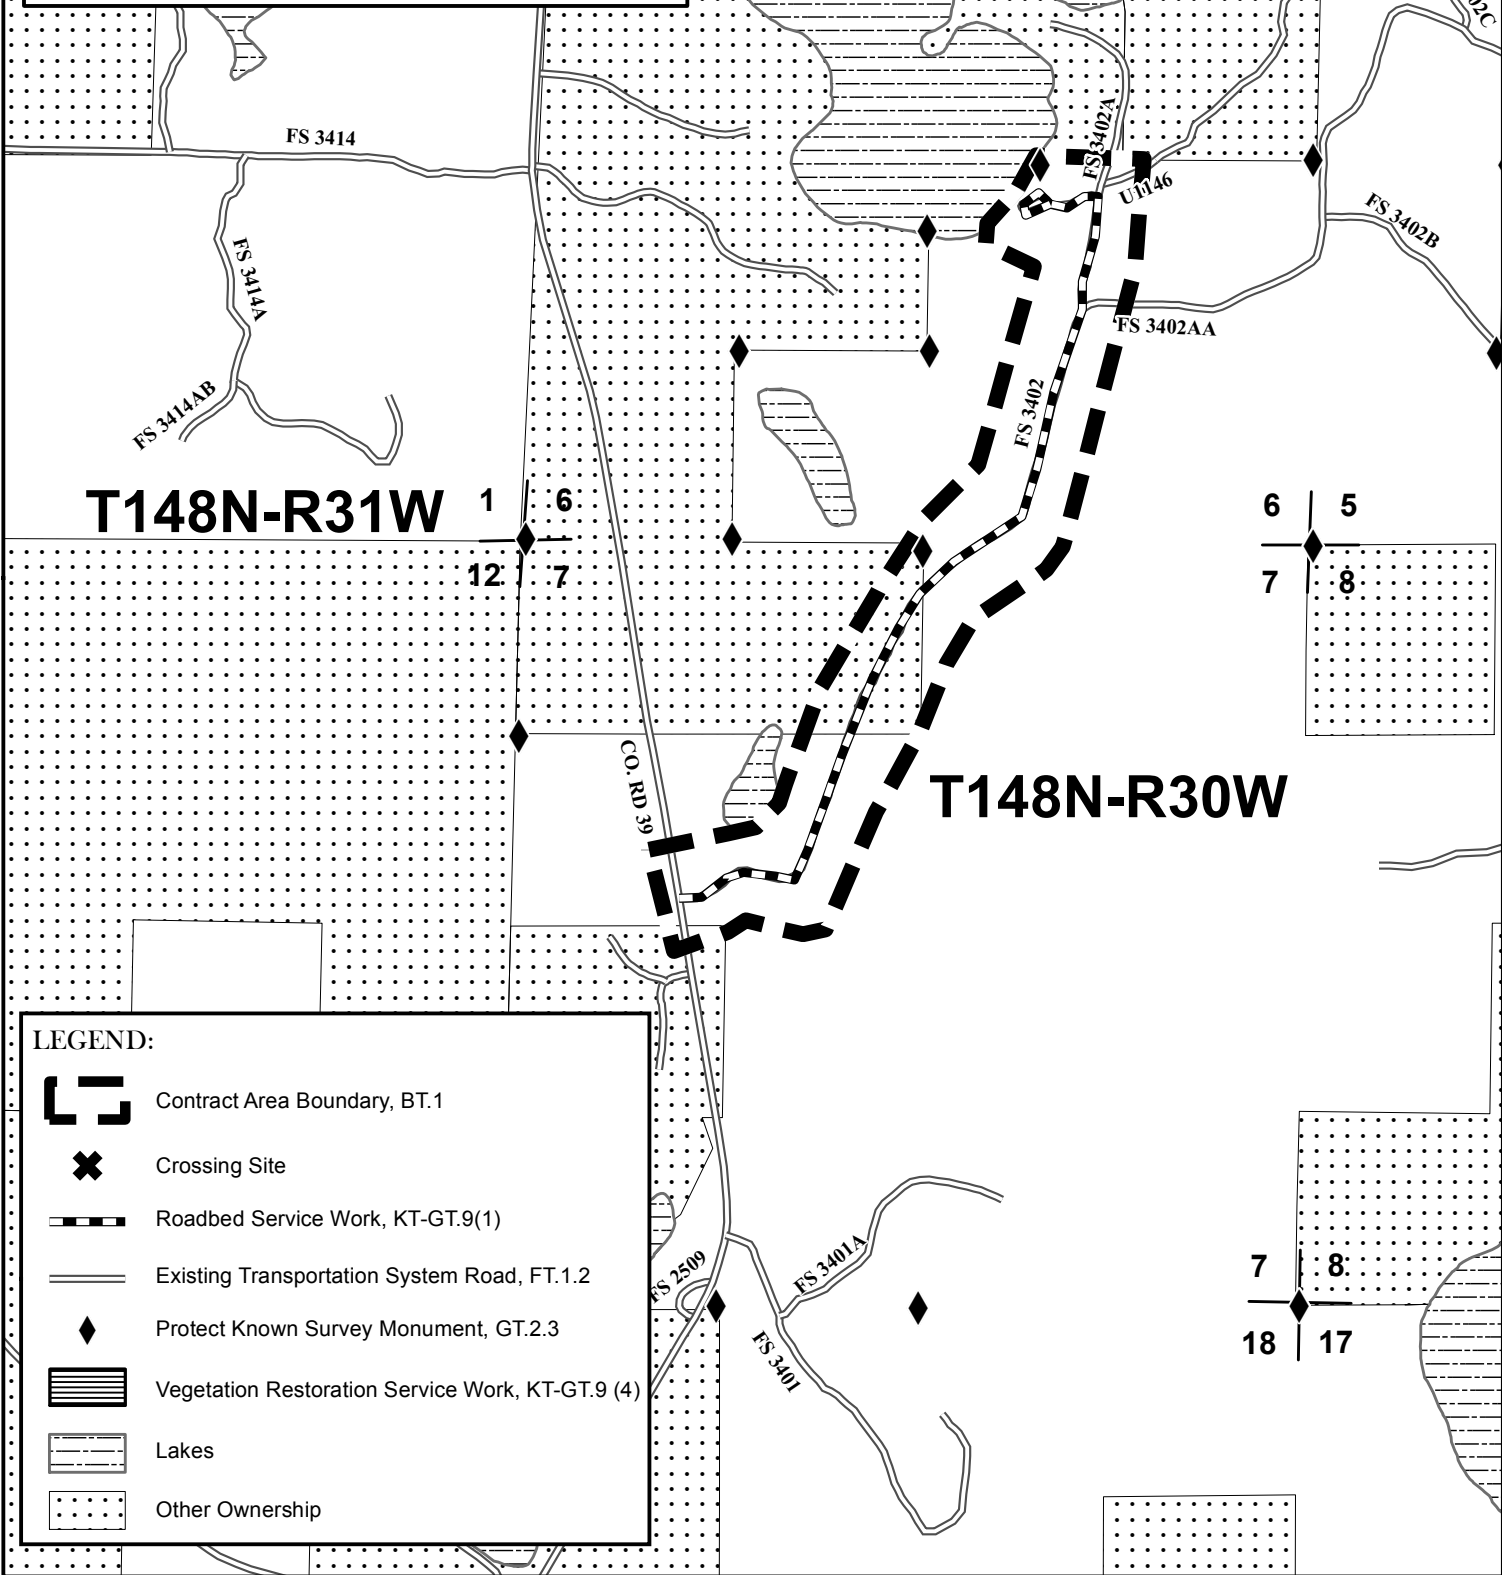 02C
FS 3414
FS 3402A
U1146
FS 3402B
FS 3414A
FS 3402AA
FS 3414AB
FS 3402
T148N-R31W
1 6
12 7
6 5
7 8
CO. RD 39
T148N-R30W
LEGEND:
Contract Area Boundary, BT.1
Crossing Site
Roadbed Service Work, KT-GT.9(1)
Existing Transportation System Road, FT.1.2
Protect Known Survey Monument, GT.2.3
Vegetation Restoration Service Work, KT-GT.9 (4)
Lakes
Other Ownership
FS 2509
FS 3401A
FS 3401
7 8
18 17